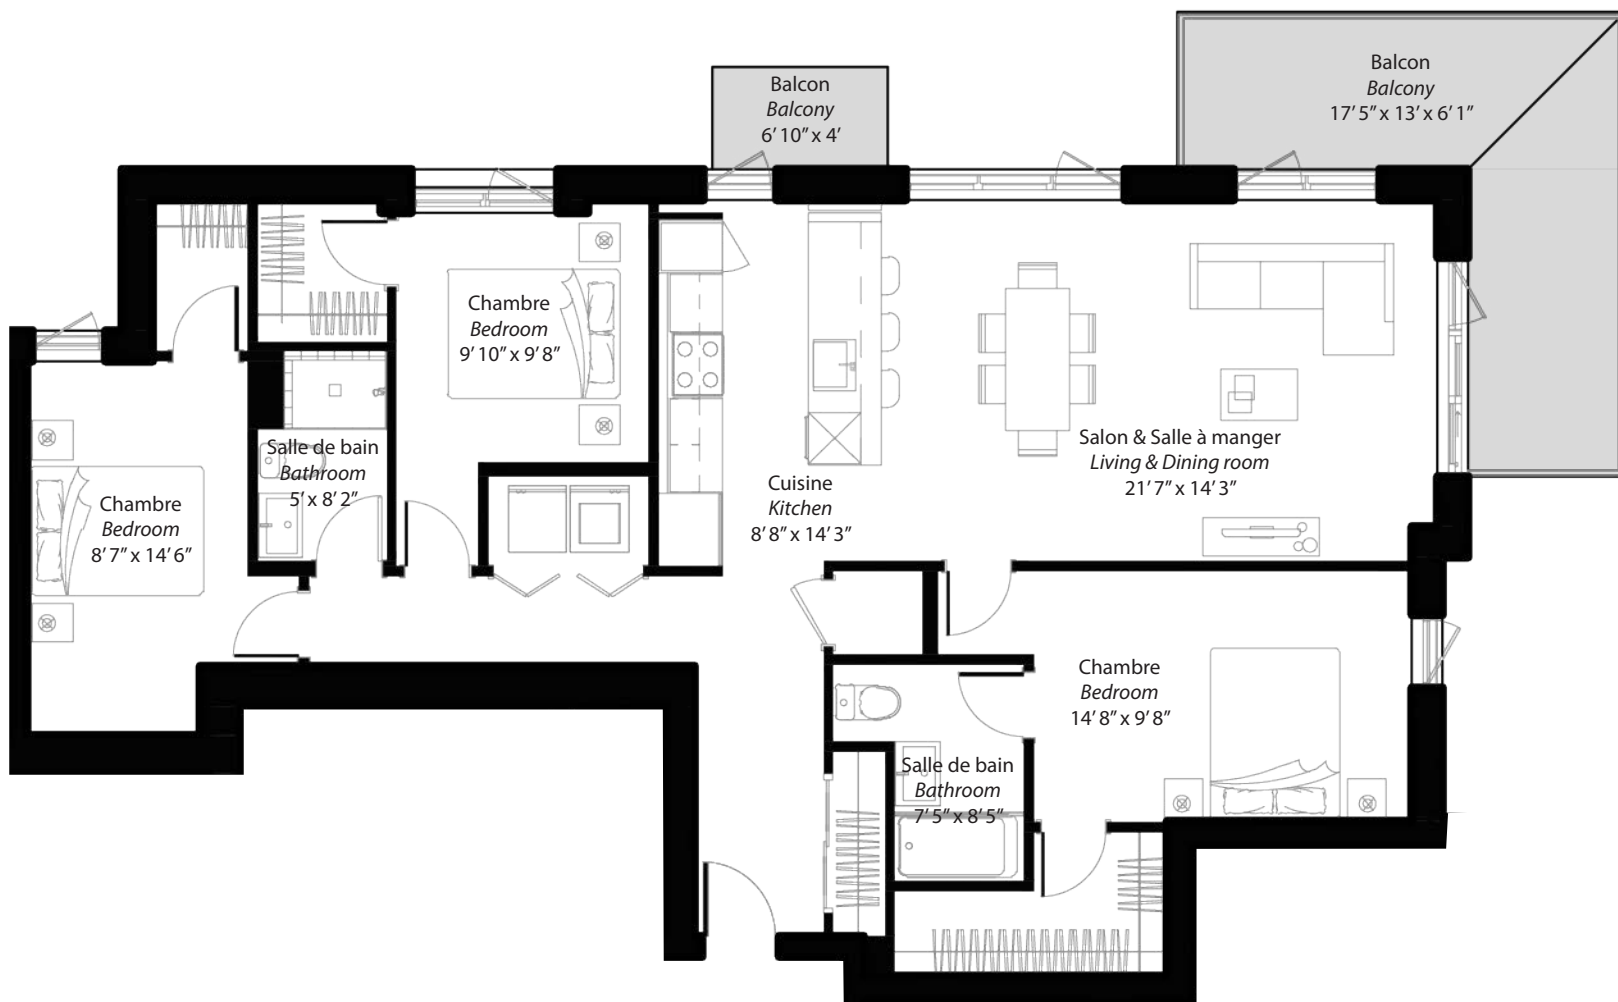 Balcon
Balcony
17' 5” x 13' x 6' 1”
Balcon
Balcony
6' 10” x 4'
Chambre
Bedroom
9' 10” x 9' 8”
Salle de bain
Bathroom
5' x 8' 2”
Chambre
Bedroom
8' 7” x 14' 6”
Cuisine
Kitchen
8' 8” x 14' 3”
Salon & Salle à manger
Living & Dining room
21' 7” x 14' 3”
Chambre
Bedroom
14' 8” x 9' 8”
Salle de bain
Bathroom
7' 5” x 8' 5”